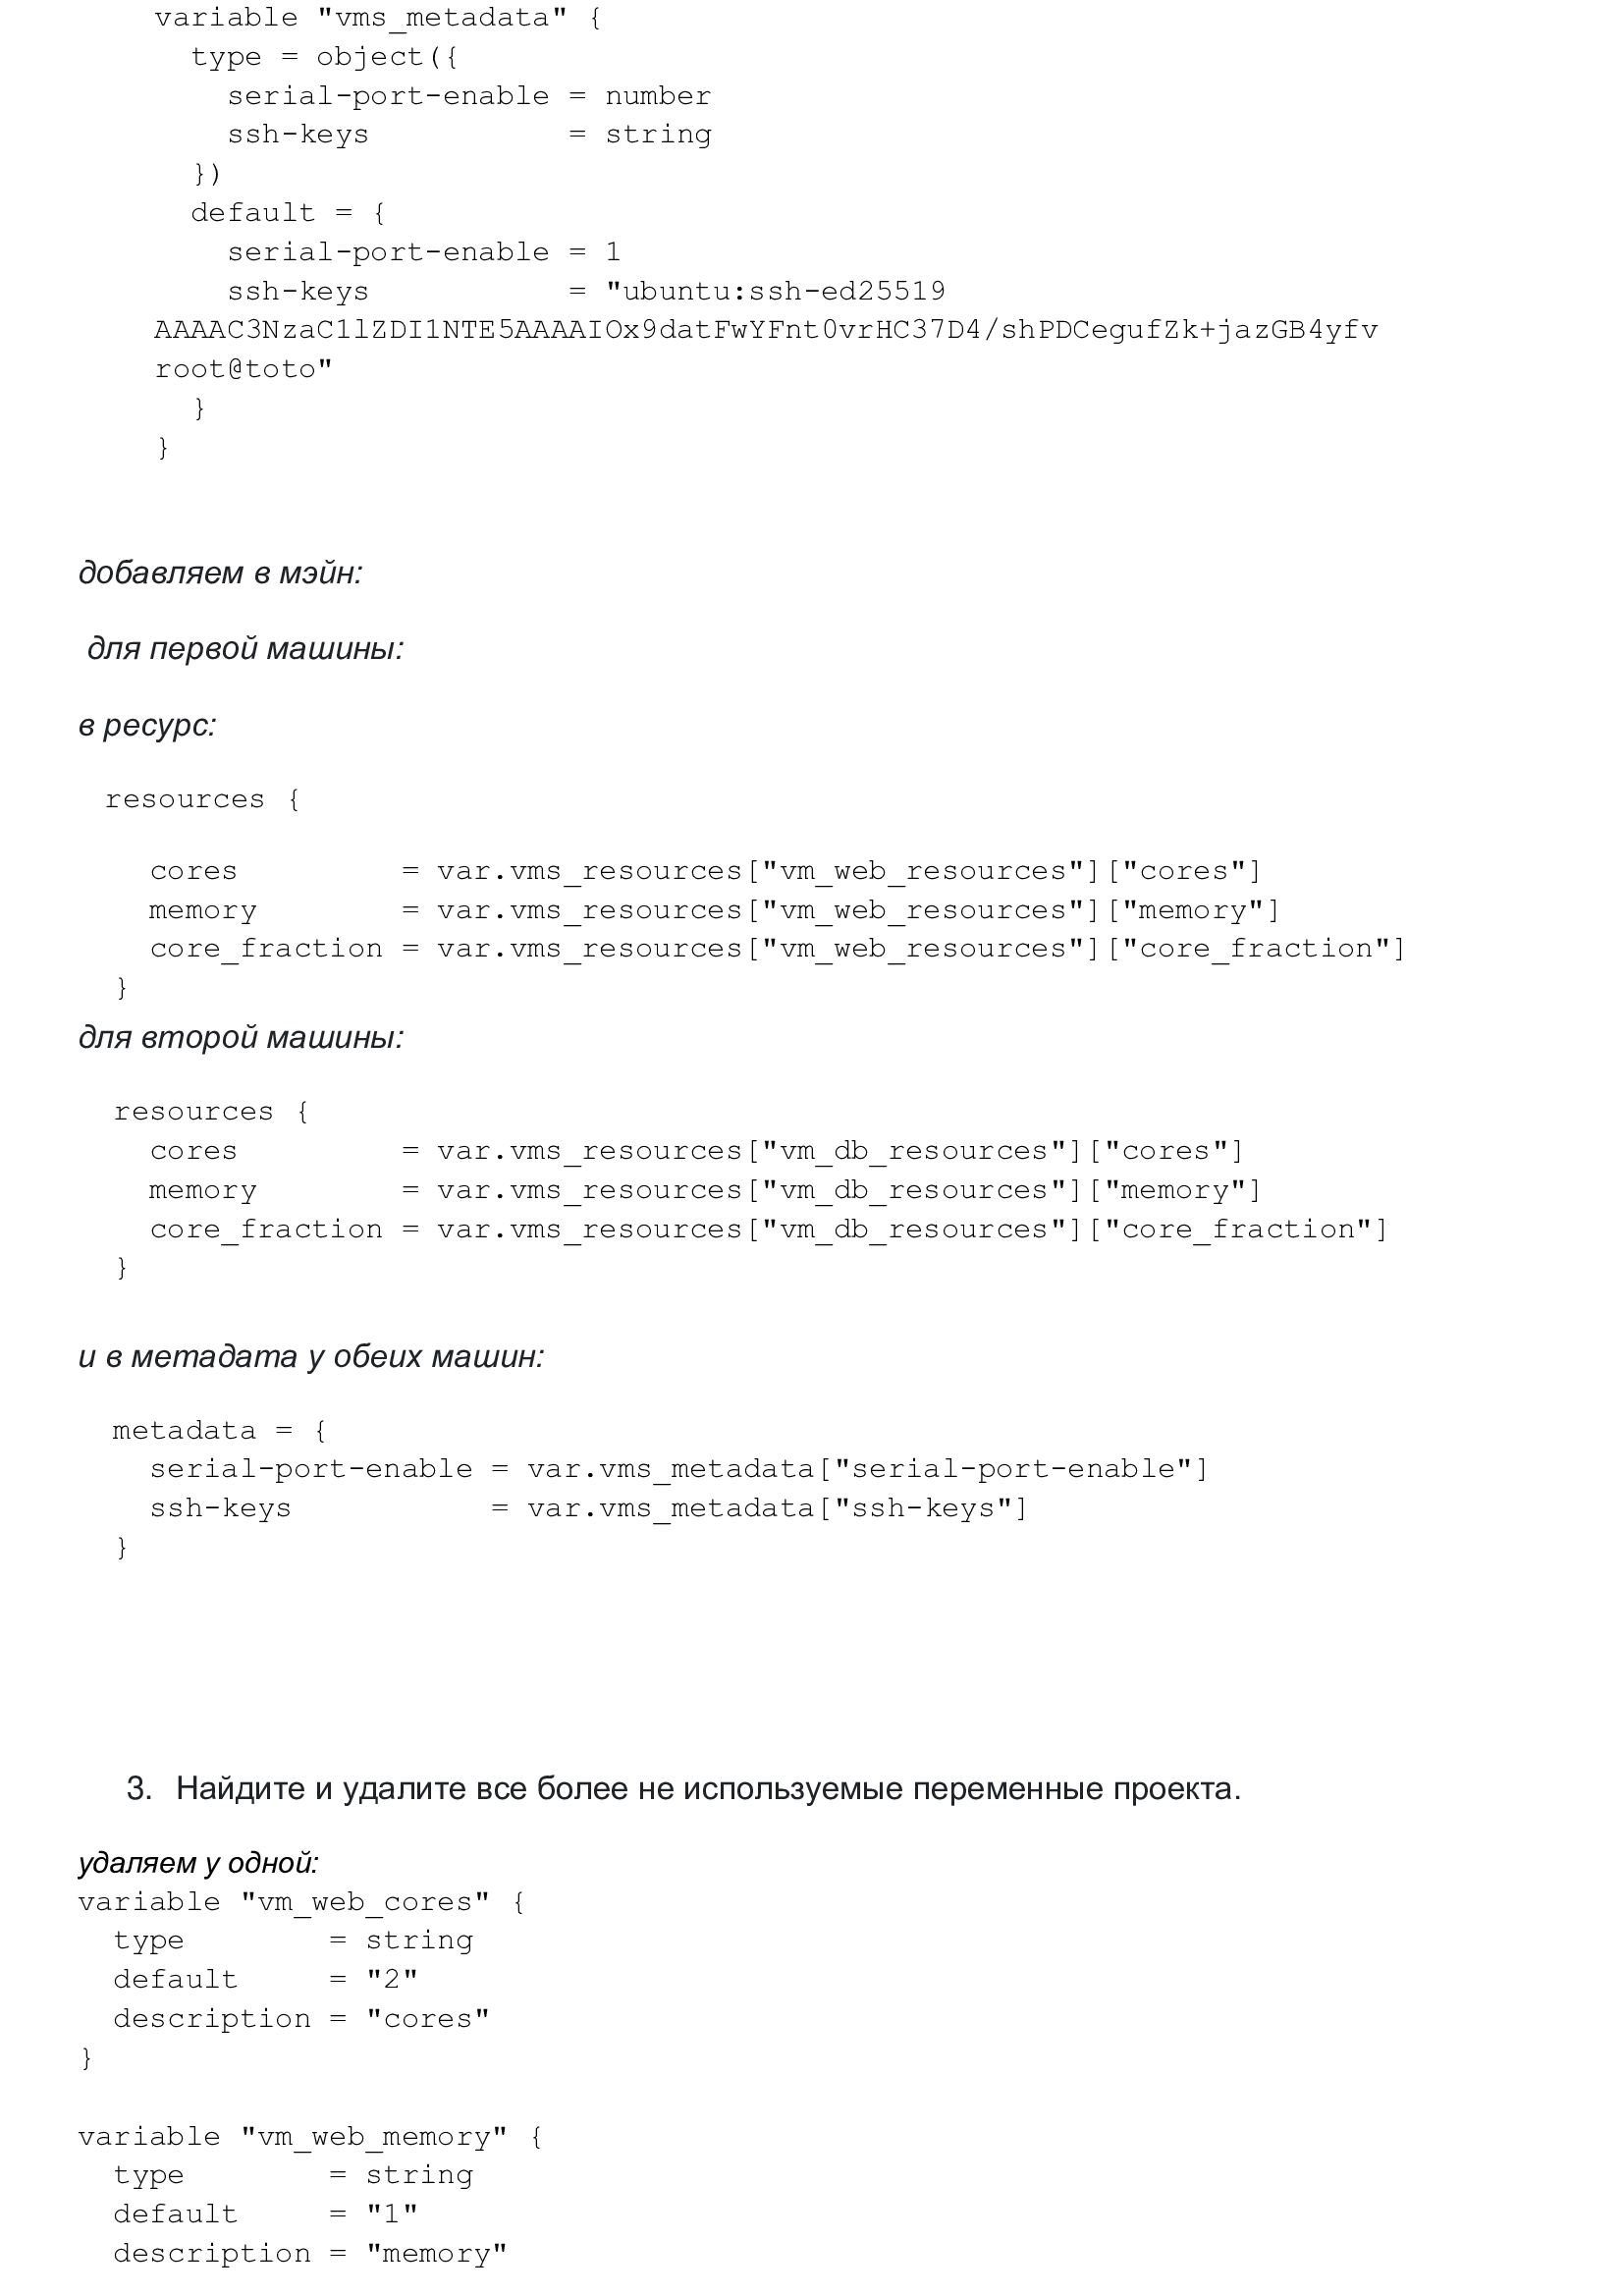 variable "vms_metadata" {
  type = object({
    serial-port-enable = number
    ssh-keys           = string
  })
  default = {
    serial-port-enable = 1
    ssh-keys           = "ubuntu:ssh-ed25519
AAAAC3NzaC1lZDI1NTE5AAAAIOx9datFwYFnt0vrHC37D4/shPDCegufZk+jazGB4yfv
root@toto"
  }
}
добавляем в мэйн:
для первой машины:
в ресурс:
resources {
  cores         = var.vms_resources["vm_web_resources"]["cores"]
  memory        = var.vms_resources["vm_web_resources"]["memory"]
  core_fraction = var.vms_resources["vm_web_resources"]["core_fraction"]
}
для второй машины:
resources {
  cores         = var.vms_resources["vm_db_resources"]["cores"]
  memory        = var.vms_resources["vm_db_resources"]["memory"]
  core_fraction = var.vms_resources["vm_db_resources"]["core_fraction"]
}
и в метадата у обеих машин:
metadata = {
  serial-port-enable = var.vms_metadata["serial-port-enable"]
  ssh-keys           = var.vms_metadata["ssh-keys"]
}
3. Найдите и удалите все более не используемые переменные проекта.
удаляем у одной:
variable "vm_web_cores" {
  type        = string
  default     = "2"
  description = "cores"
}
variable "vm_web_memory" {
  type        = string
  default     = "1"
  description = "memory"